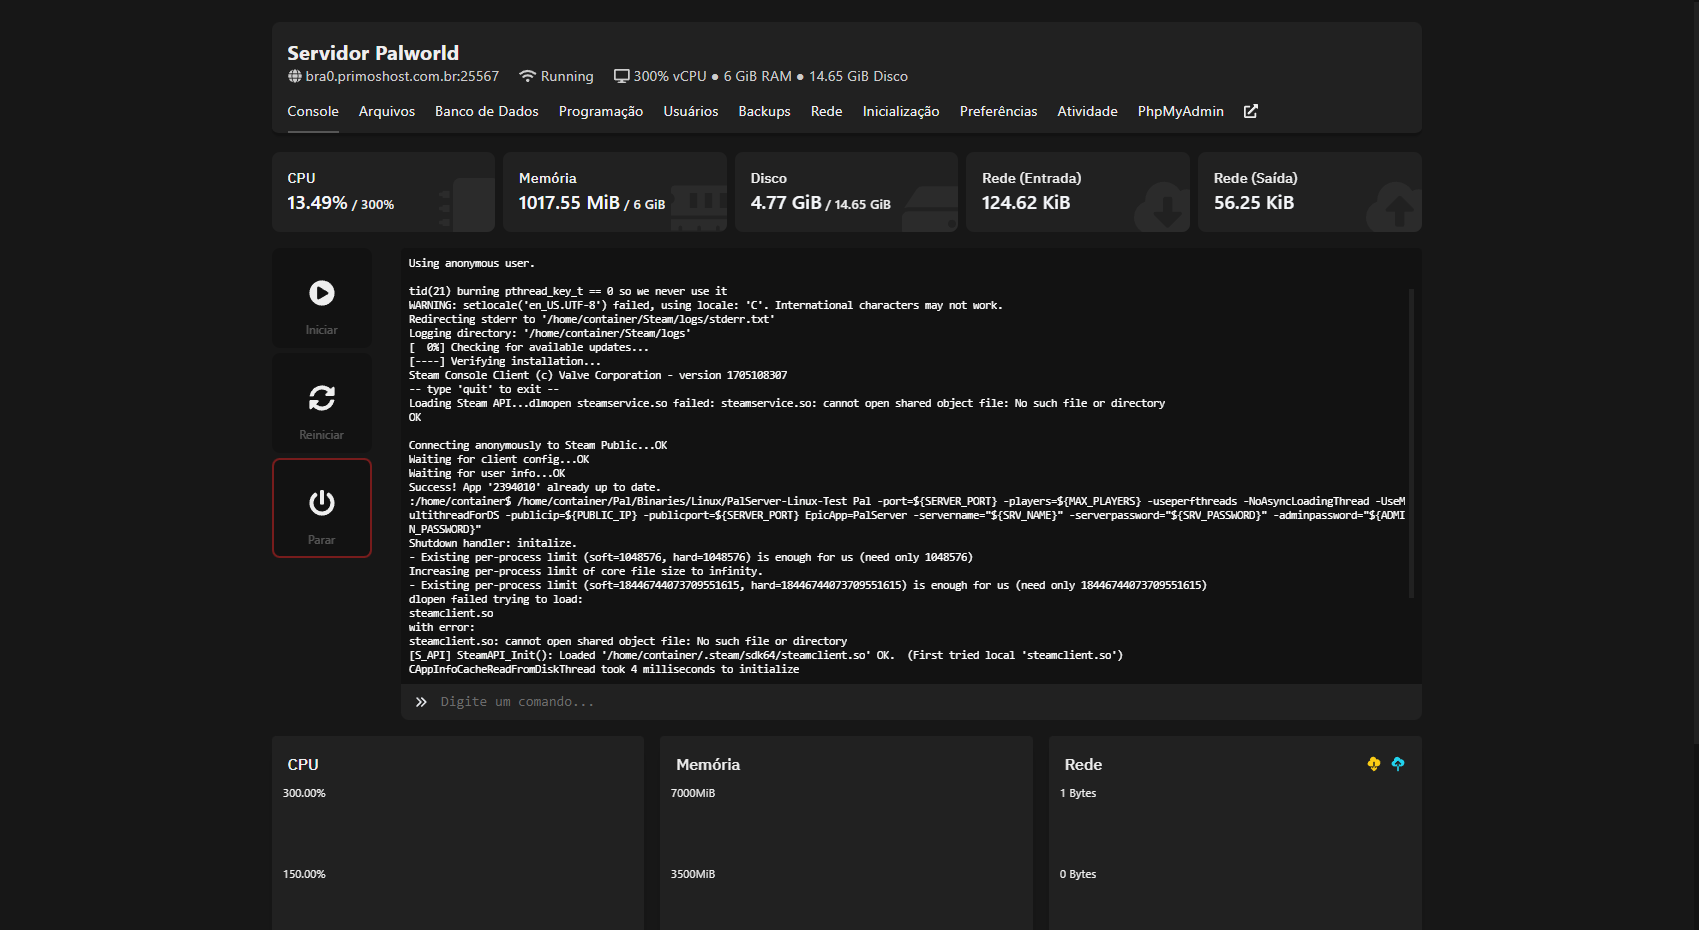 Servidor Palworld
bra0.primoshost.com.br:25567 Running 300% vCPU ● 6 GiB RAM ● 14.65 GiB Disco
Console Arquivos Banco de Dados Programação Usuários Backups Rede Inicialização Preferências Atividade PhpMyAdmin
CPU
13.49% / 300%
Memória
1017.55 MiB / 6 GiB
Disco
4.77 GiB / 14.65 GiB
Rede (Entrada)
124.62 KiB
Rede (Saída)
56.25 KiB
Iniciar
Reiniciar
Parar
Using anonymous user.
tid(21) burning pthread_key_t == 0 so we never use it
WARNING: setlocale('en_US.UTF-8') failed, using locale: 'C'. International characters may not work.
Redirecting stderr to '/home/container/Steam/logs/stderr.txt'
Logging directory: '/home/container/Steam/logs'
[  0%] Checking for available updates...
[----] Verifying installation...
Steam Console Client (c) Valve Corporation - version 1705108307
-- type 'quit' to exit --
Loading Steam API...dlmopen steamservice.so failed: steamservice.so: cannot open shared object file: No such file or directory
OK
Connecting anonymously to Steam Public...OK
Waiting for client config...OK
Waiting for user info...OK
Success! App '2394010' already up to date.
:/home/container$ /home/container/Pal/Binaries/Linux/PalServer-Linux-Test Pal -port=${SERVER_PORT} -players=${MAX_PLAYERS} -useperfthreads -NoAsyncLoadingThread -UseM
ultithreadForDS -publicip=${PUBLIC_IP} -publicport=${SERVER_PORT} EpicApp=PalServer -servername="${SRV_NAME}" -serverpassword="${SRV_PASSWORD}" -adminpassword="${ADMI
N_PASSWORD}"
Shutdown handler: initalize.
- Existing per-process limit (soft=1048576, hard=1048576) is enough for us (need only 1048576)
Increasing per-process limit of core file size to infinity.
- Existing per-process limit (soft=18446744073709551615, hard=18446744073709551615) is enough for us (need only 18446744073709551615)
dlopen failed trying to load:
steamclient.so
with error:
steamclient.so: cannot open shared object file: No such file or directory
[S_API] SteamAPI_Init(): Loaded '/home/container/.steam/sdk64/steamclient.so' OK.  (First tried local 'steamclient.so')
CAppInfoCacheReadFromDiskThread took 4 milliseconds to initialize
Digite um comando...
CPU
300.00%
150.00%
Memória
7000MiB
3500MiB
Rede
1 Bytes
0 Bytes